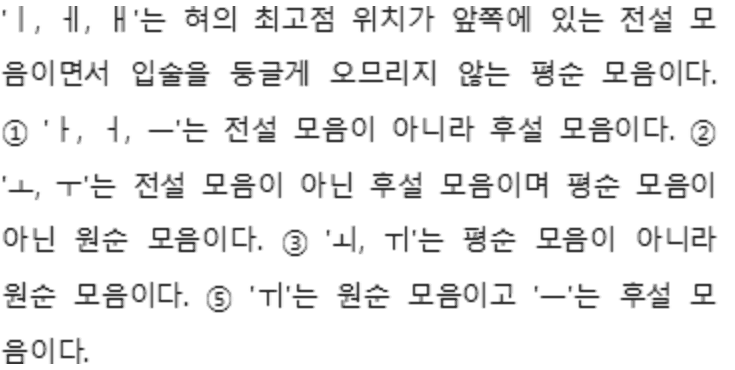 'ㅣ, ㅔ, ㅐ'는 혀의 최고점 위치가 앞쪽에 있는 전설 모
음이면서 입술을 둥글게 오므리지 않는 평순 모음이다.
① 'ㅏ, ㅓ, ㅡ'는 전설 모음이 아니라 후설 모음이다. ②
'ㅗ, ㅜ'는 전설 모음이 아닌 후설 모음이며 평순 모음이
아닌 원순 모음이다. ③ 'ㅚ, ㅟ'는 평순 모음이 아니라
원순 모음이다. ⑤ 'ㅟ'는 원순 모음이고 'ㅡ'는 후설 모
음이다.